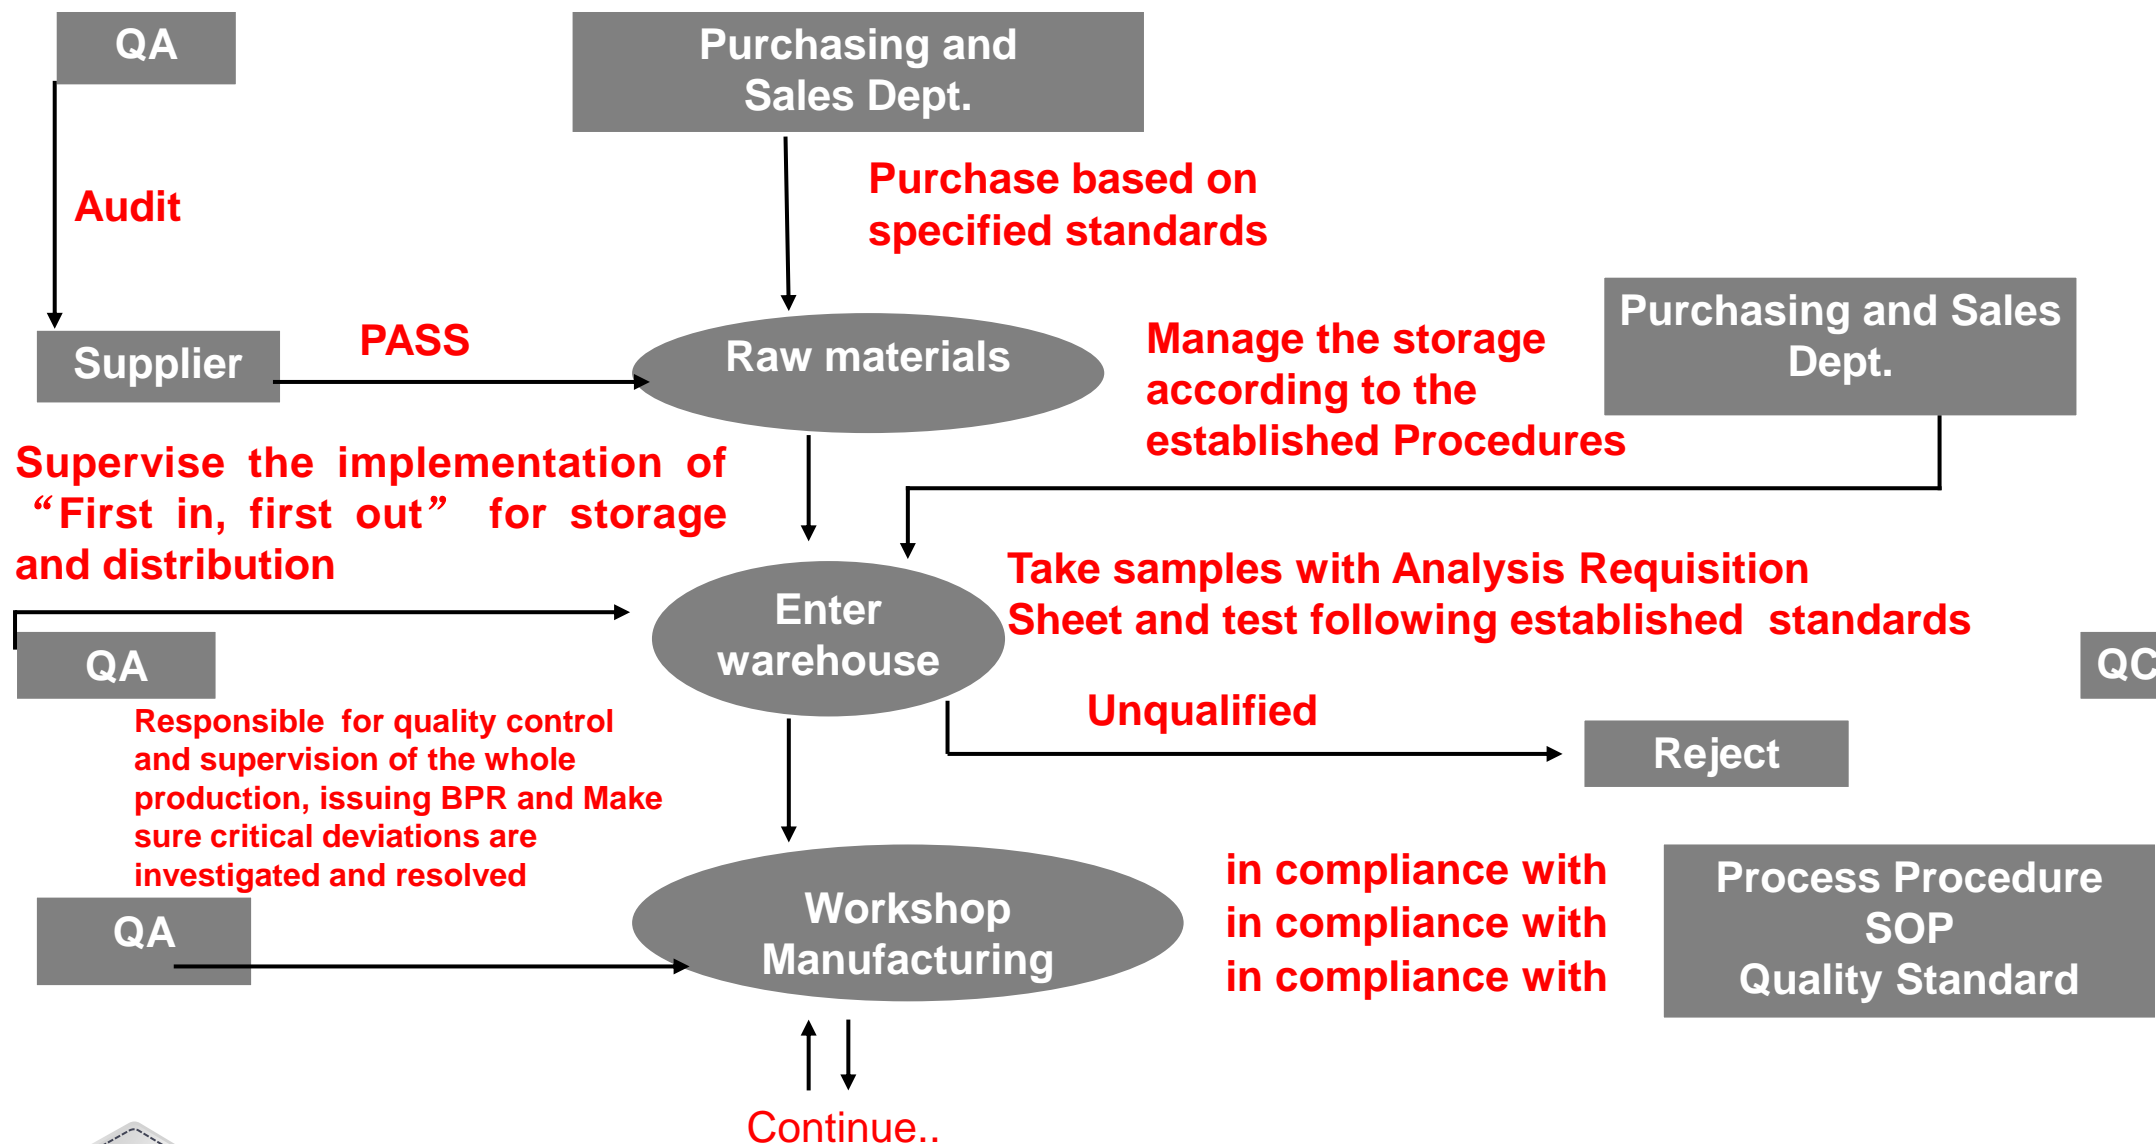 QA
Purchasing and
Sales Dept.
Audit
Purchase based on
specified standards
Supplier
PASS
Raw materials
Manage the storage
according to the
established Procedures
Purchasing and Sales
Dept.
Supervise the implementation of
“First in, first out” for storage
and distribution
Enter
warehouse
Take samples with Analysis Requisition
Sheet and test following established standards
QA
QC
Unqualified
Reject
Responsible for quality control
and supervision of the whole
production, issuing BPR and Make
sure critical deviations are
investigated and resolved
QA
Workshop
Manufacturing
in compliance with
in compliance with
in compliance with
Process Procedure
SOP
Quality Standard
Continue..